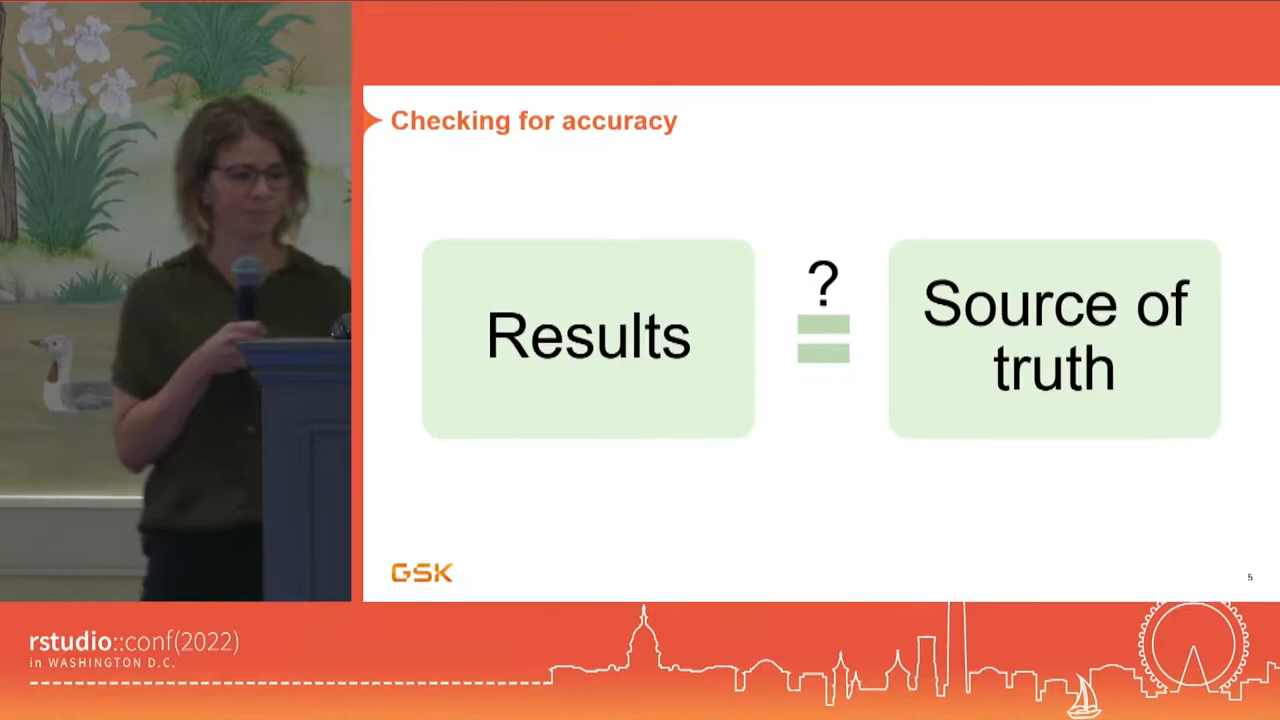 Checking for accuracy
Results
?
Source of
truth
GSK
5
rstudio::conf(2022)
in WASHINGTON D.C.